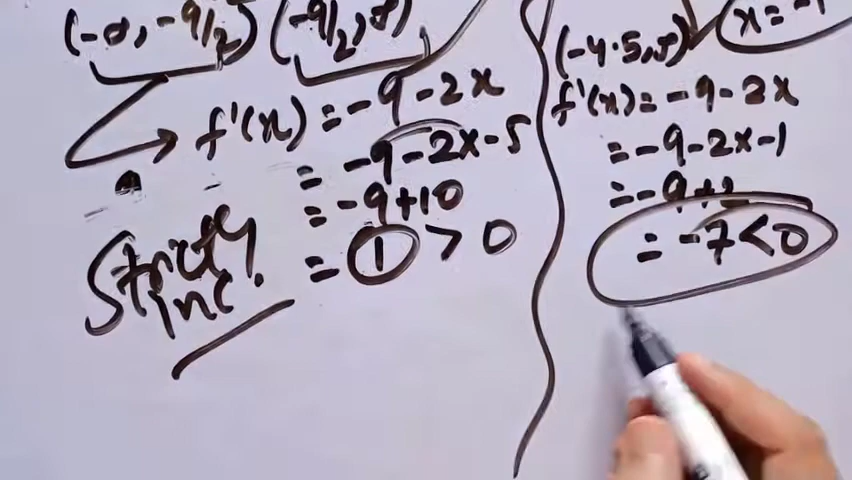 (-∞, -9/2) (-9/2, ∞)
f'(x) = -9-2x
= -9-2x-5
= -9+10
= 1 > 0
Strictly
inc.
x = -1
(-4.5, ∞)
f'(x) = -9-2x
= -9-2x-1
= -9+2
= -7<0